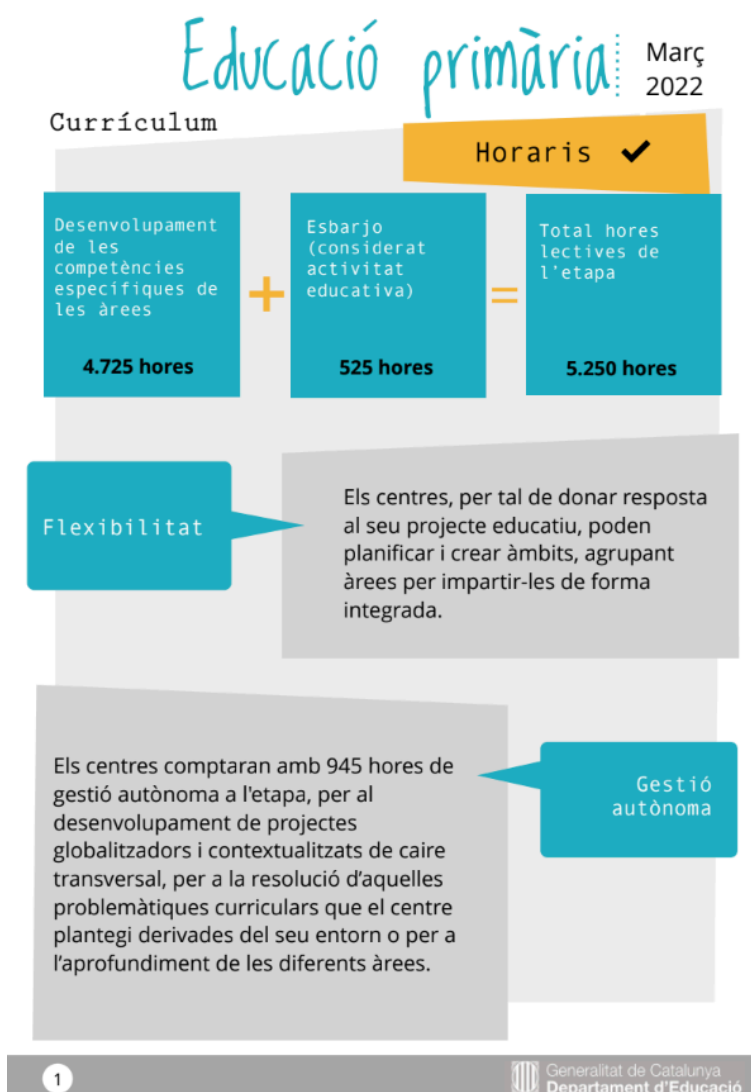 Educació primària
Març
2022
Currículum
Horaris
Desenvolupament
de les
competències
especifiques de
les àrees
4.725 hores
+
Esbarjo
(considerat
activitat
educativa)
525 hores
=
Total hores
lectives de
l'etapa
5.250 hores
Flexibilitat
Els centres, per tal de donar resposta
al seu projecte educatiu, poden
planificar i crear àmbits, agrupant
àrees per impartir-les de forma
integrada.
Els centres comptaran amb 945 hores de
gestió autònoma a l'etapa, per al
desenvolupament de projectes
globalitzadors i contextualitzats de caire
transversal, per a la resolució d'aquelles
problemàtiques curriculars que el centre
plantegi derivades del seu entorn o per a
l'aprofundiment de les diferents àrees.
Gestió
autònoma
1
Generalitat de Catalunya
Departament d'Educació